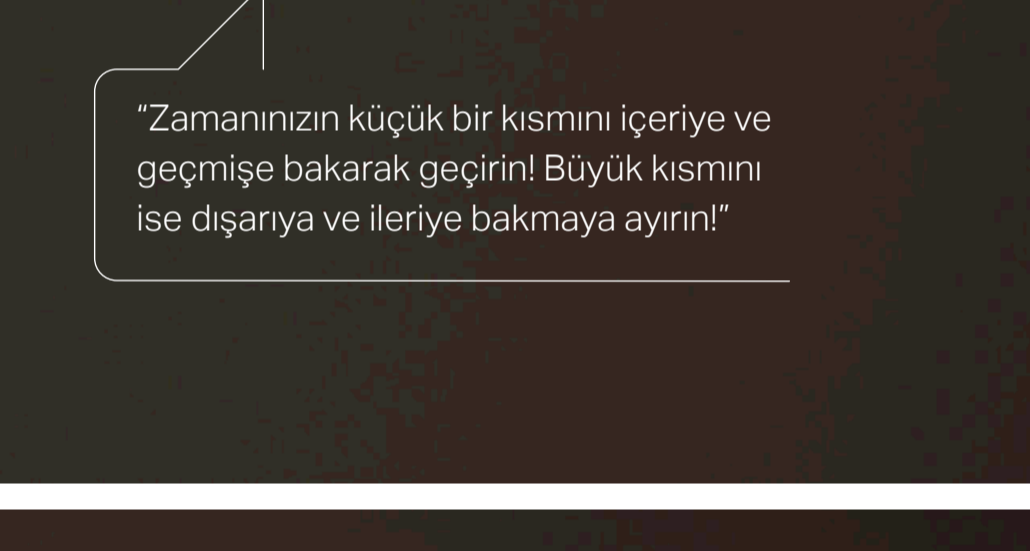 “Zamanınızın küçük bir kısmını içeriye ve
geçmişe bakarak geçirin! Büyük kısmını
ise dışarıya ve ileriye bakmaya ayırın!”